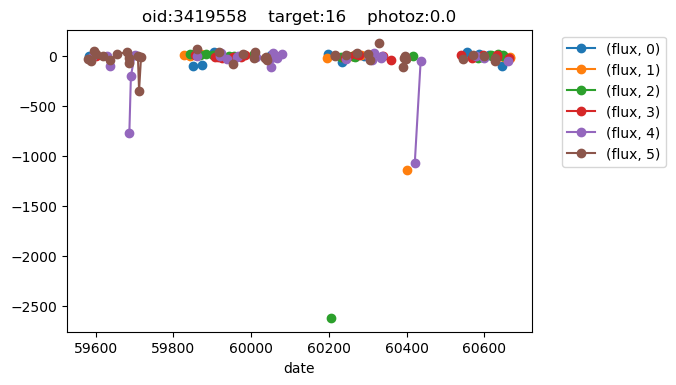 oid:3419558    target:16    photoz:0.0
0
−500
−1000
−1500
−2000
−2500
59600
59800
60000
60200
60400
60600
date
(flux, 0)
(flux, 1)
(flux, 2)
(flux, 3)
(flux, 4)
(flux, 5)